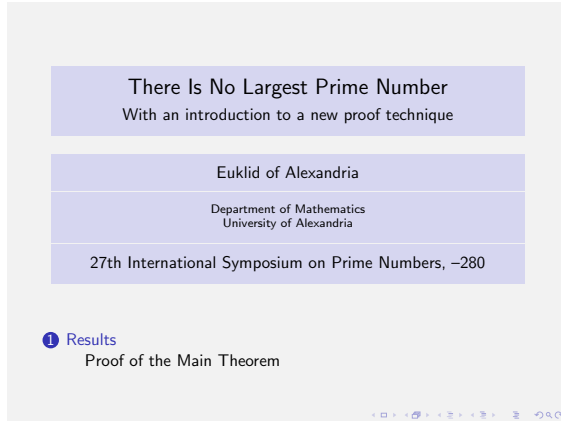 There Is No Largest Prime Number
With an introduction to a new proof technique
Euklid of Alexandria
Department of Mathematics
University of Alexandria
27th International Symposium on Prime Numbers, –280
1 Results
Proof of the Main Theorem